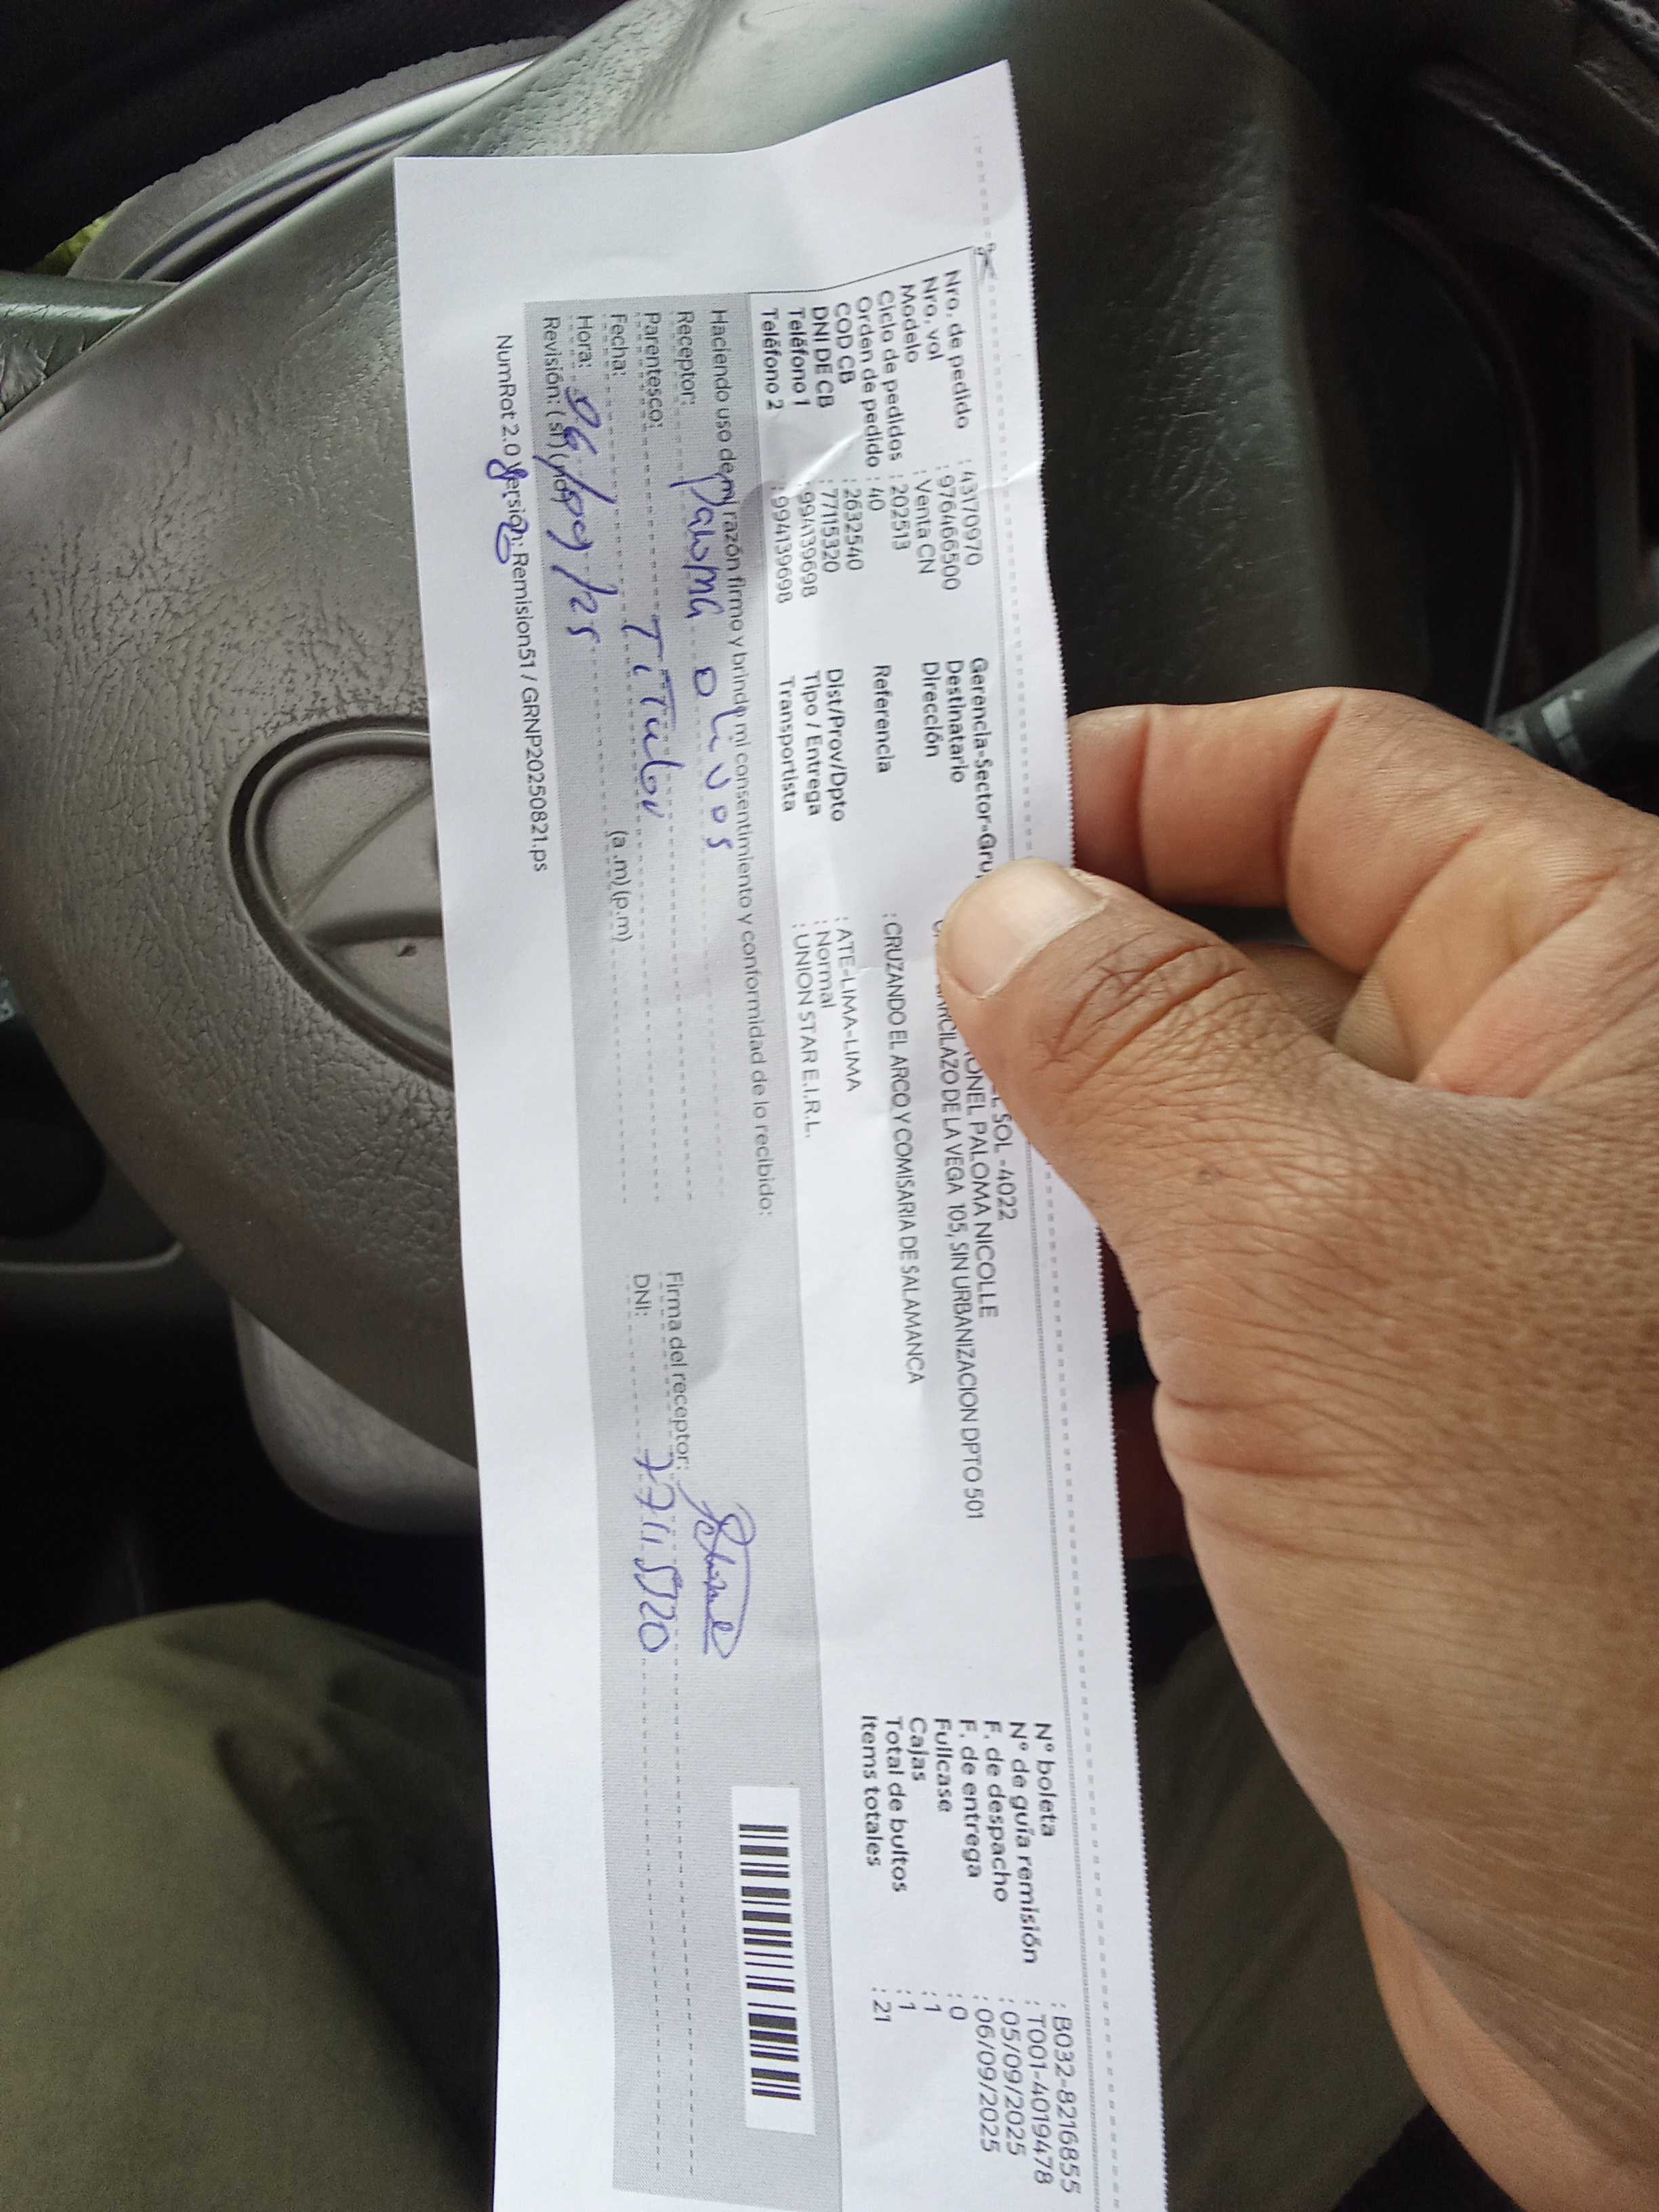 Nro. de pedido : 43170970
Nro. vol : 976466500
Modelo : Venta CN
Ciclo de pedidos : 202513
Orden de pedido : 40
COD CB : 2632540
DNI DE CB : 77115320
Teléfono 1 : 994139698
Teléfono 2 : 994139698
Gerencia-Sector-Gru SOL -4022
Destinatario PALOMA NICOLLE
Dirección DE LA VEGA 105, SIN URBANIZACION DPTO 501
Referencia : CRUZANDO EL ARCO Y COMISARIA DE SALAMANCA
Dist/Prov/Dpto : ATE-LIMA-LIMA
Tipo / Entrega : Normal
Transportista : UNION STAR E.I.R.L.
N° boleta : B032-8216855
N° de guía remisión : T001-4019478
F. de despacho : 05/09/2025
F. de entrega : 06/09/2025
Fullcase : 0
Cajas : 1
Total de bultos : 1
Items totales : 21
Haciendo uso de mi razón firmo y brindo mi consentimiento y conformidad de lo recibido:
Receptor: Paloma Olivos
Parentesco: Titular
Fecha: 06/09/25
Hora: (a.m) (p.m)
Revisión: (si) (no)
Firma del receptor:
DNI: 77115320
NumRot 2.0 Versión: Remision51 / GRNP20250821.ps